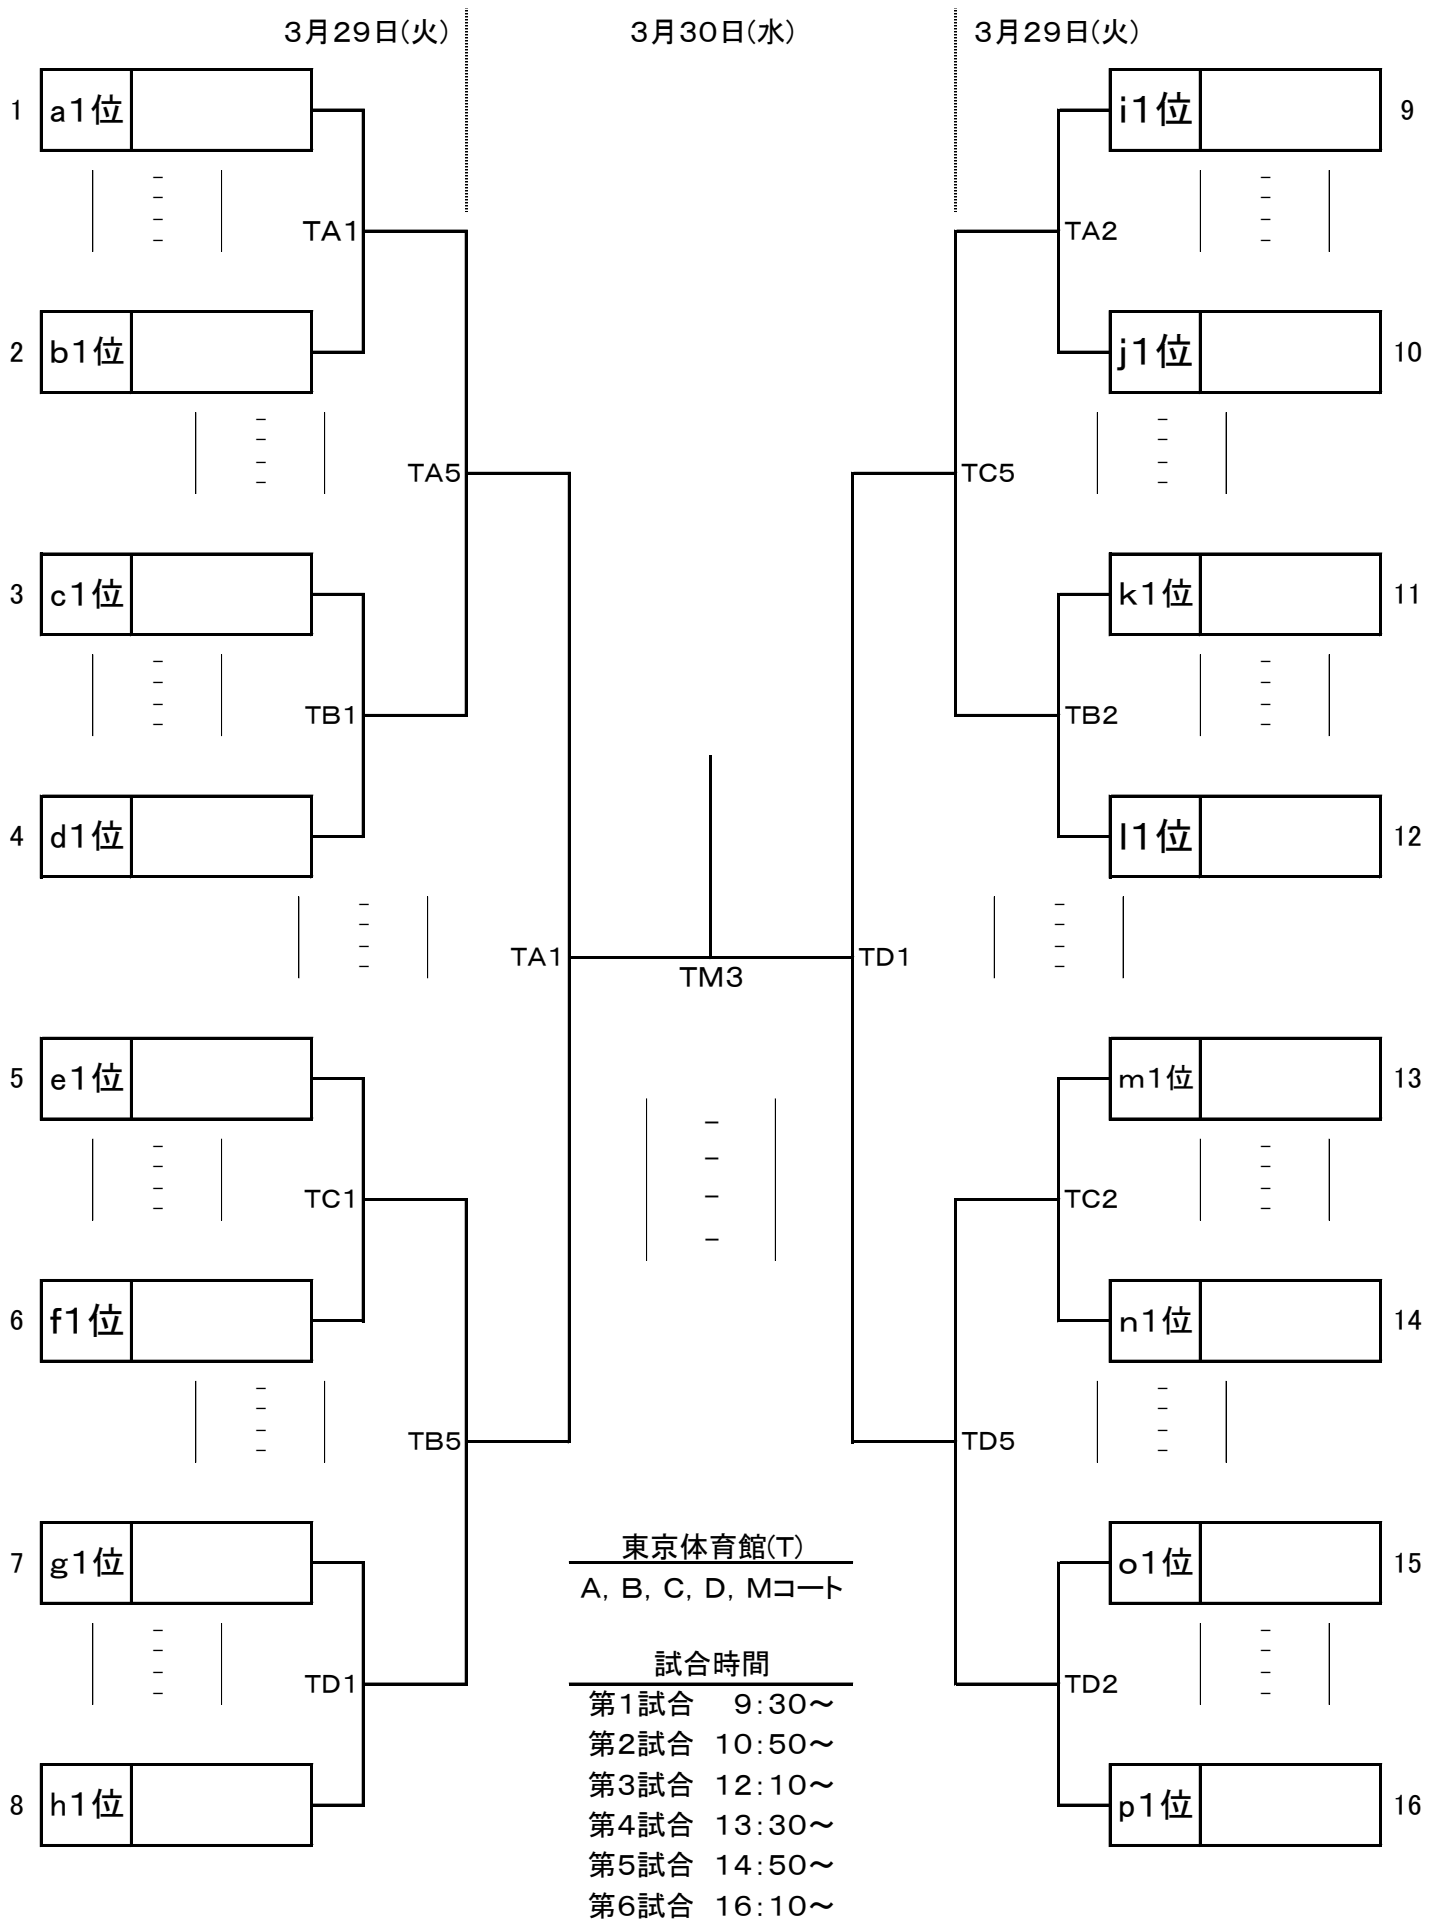 3月29日(火)
3月30日(水)
3月29日(火)
1 a1位
TA1
2 b1位
TA5
3 c1位
TB1
4 d1位
TA1
5 e1位
TC1
6 f1位
TB5
7 g1位
TD1
8 h1位
TM3
i1位 9
TA2
j1位 10
TC5
k1位 11
TB2
l1位 12
TD1
m1位 13
TC2
n1位 14
TD5
o1位 15
TD2
p1位 16
東京体育館(T)
A, B, C, D, Mコート
試合時間
第1試合 9:30～
第2試合 10:50～
第3試合 12:10～
第4試合 13:30～
第5試合 14:50～
第6試合 16:10～